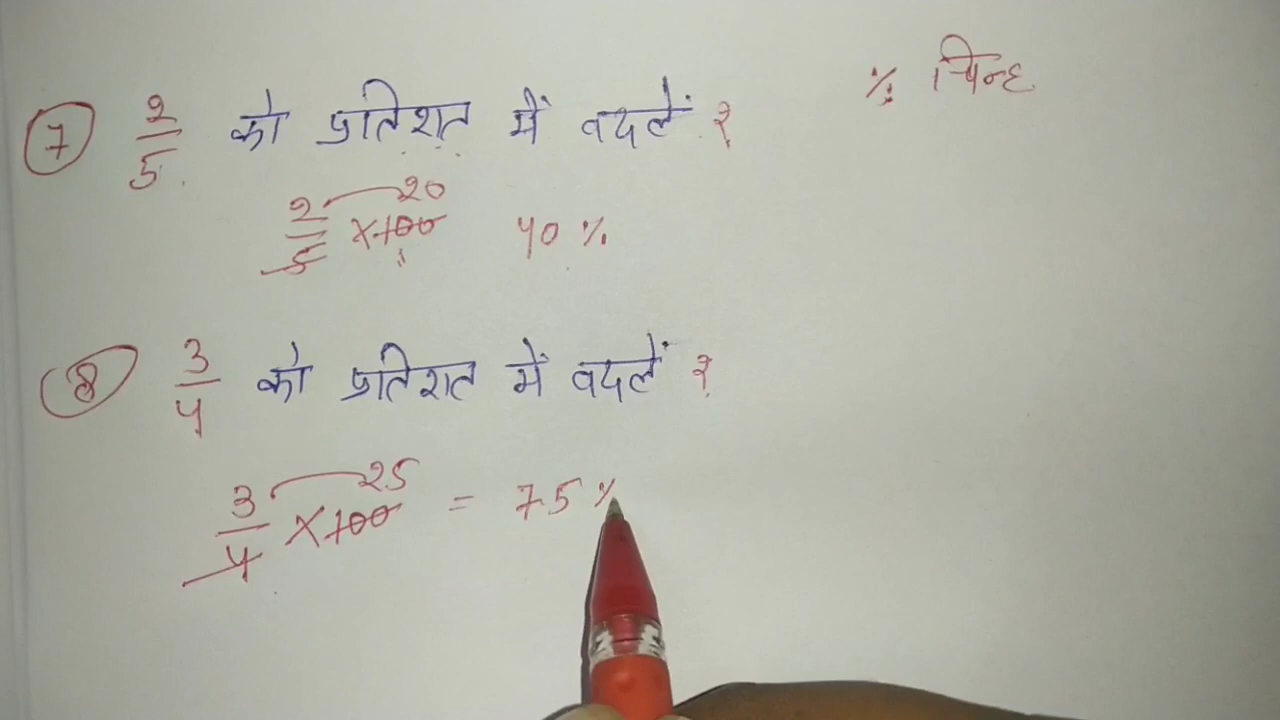 % चिन्ह
7 2/5 को प्रतिशत में बदलें ?
2/5 × 100 20 40 %
8 3/4 को प्रतिशत में बदलें ?
3/4 × 100 25 = 75 %